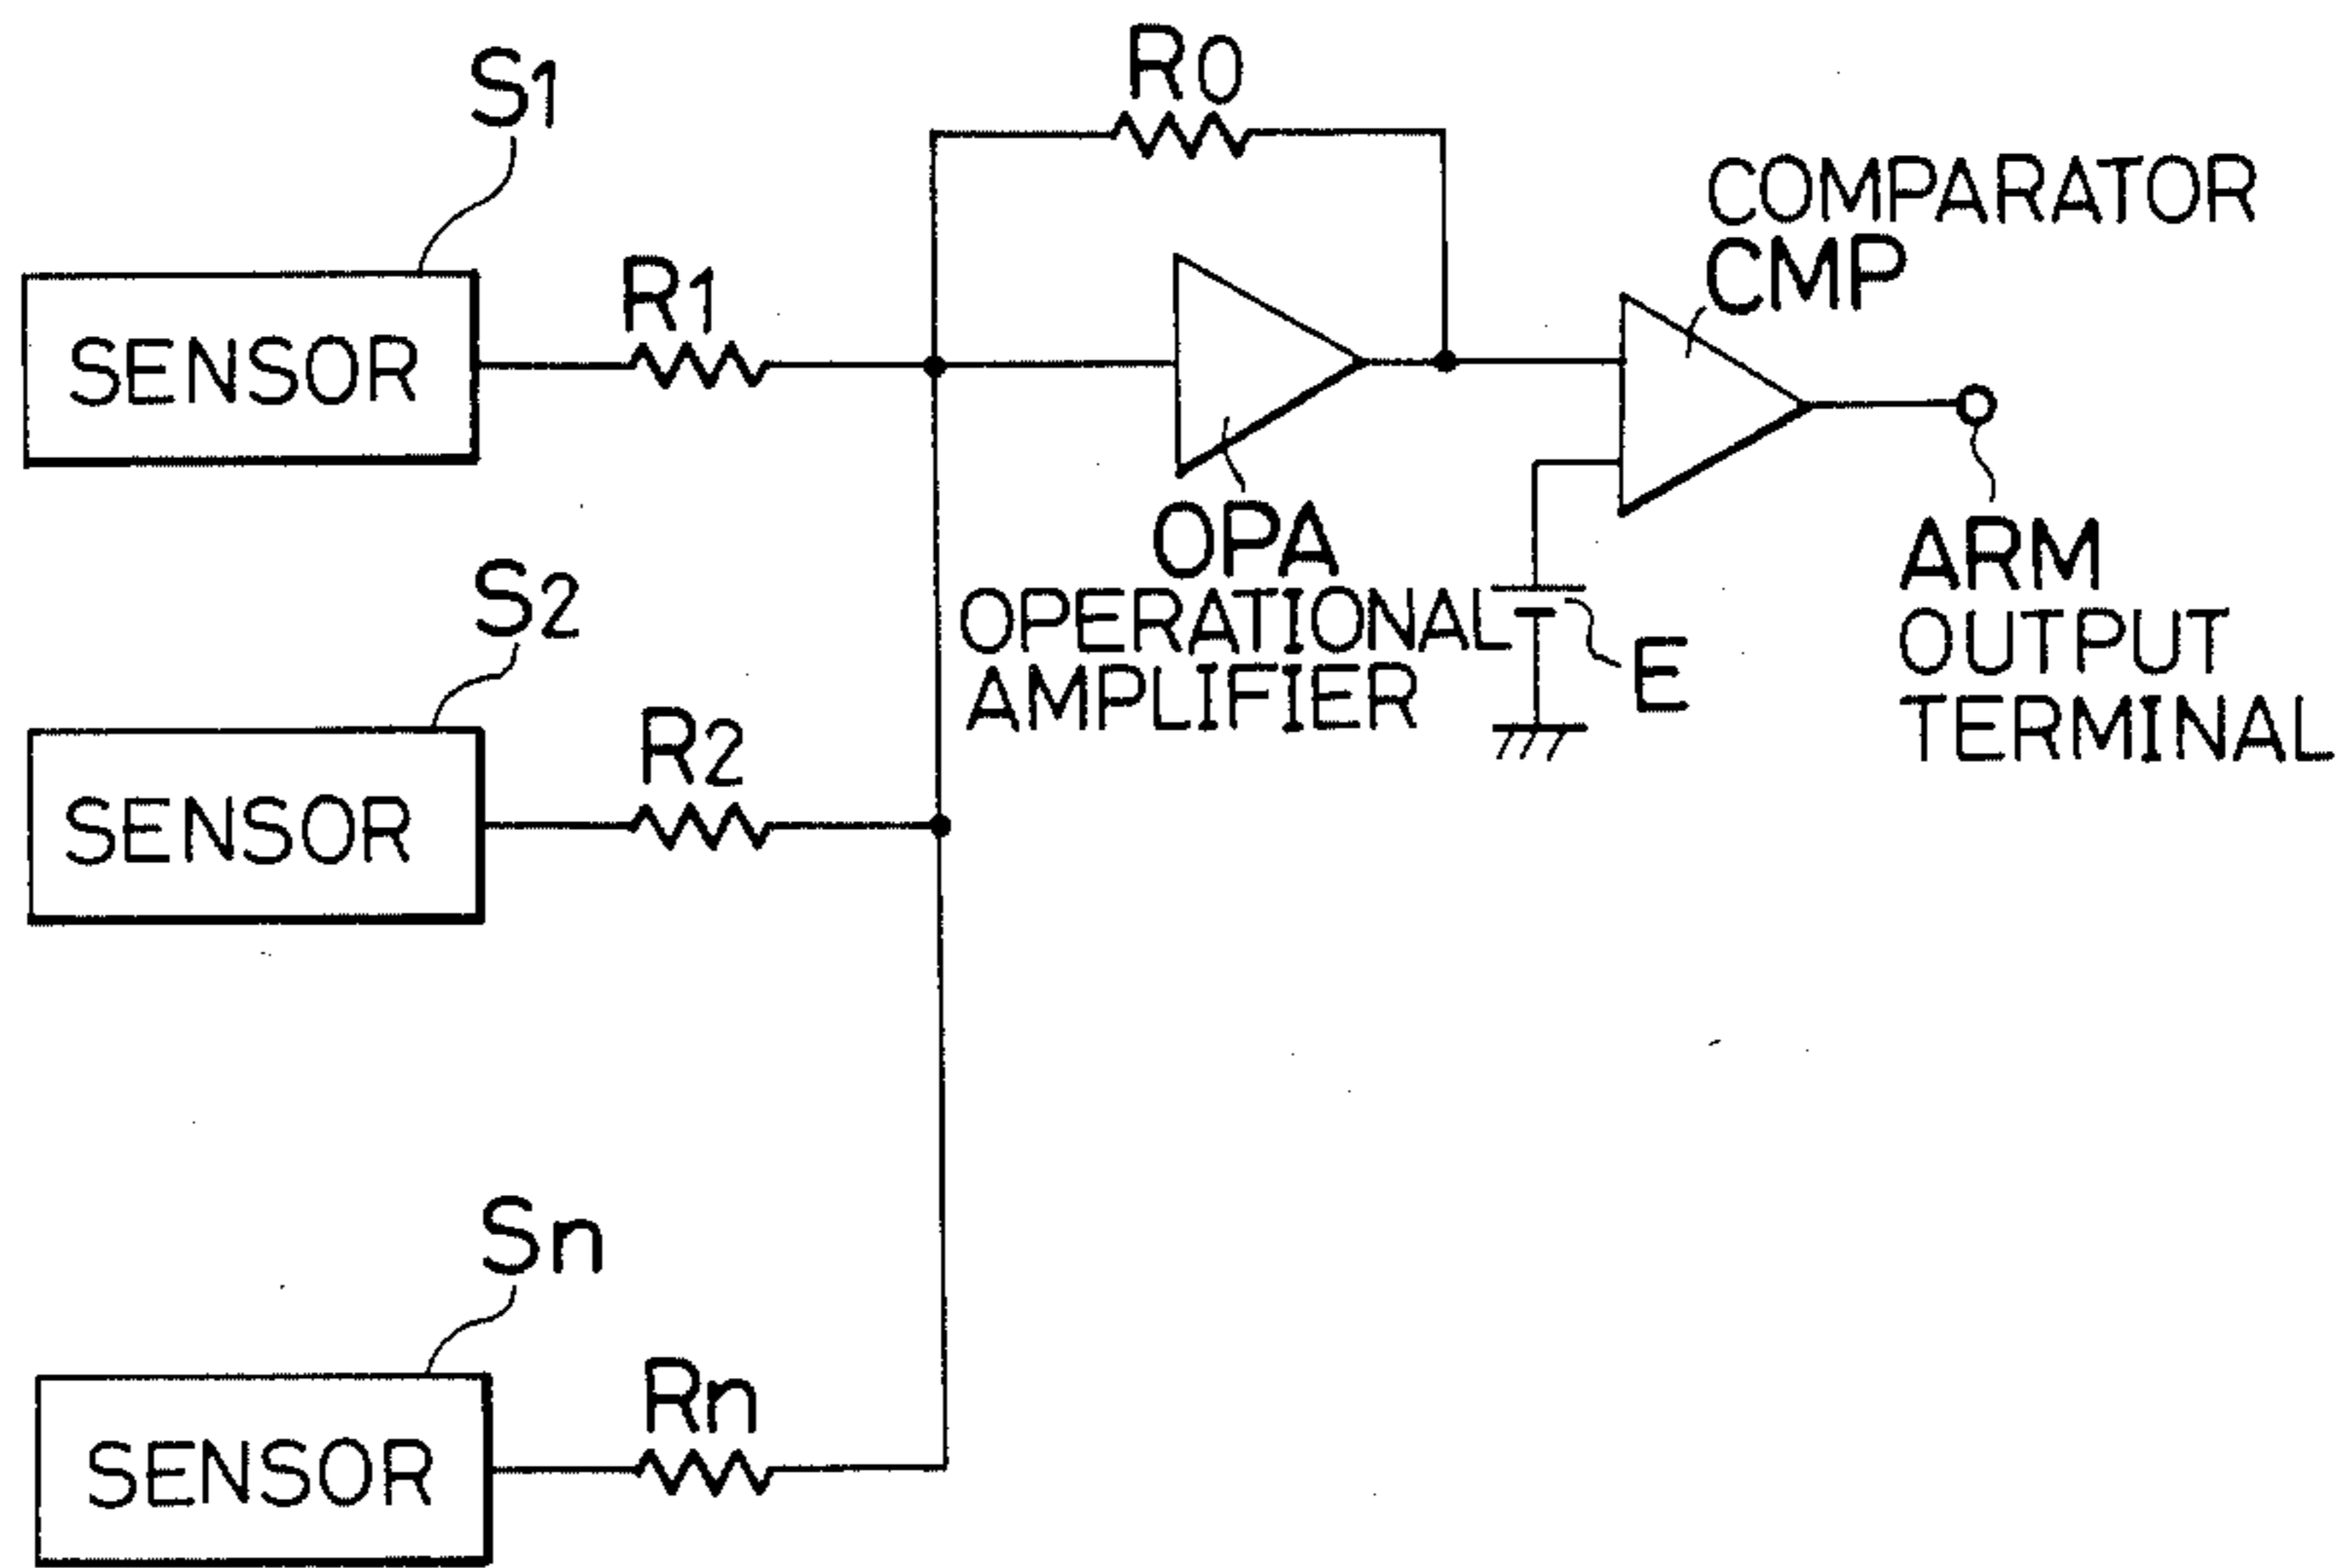 S1
SENSOR
R1
R0
COMPARATOR
CMP
OPA
OPERATIONAL
AMPLIFIER
E
ARM
OUTPUT
TERMINAL
S2
SENSOR
R2
Sn
SENSOR
Rn